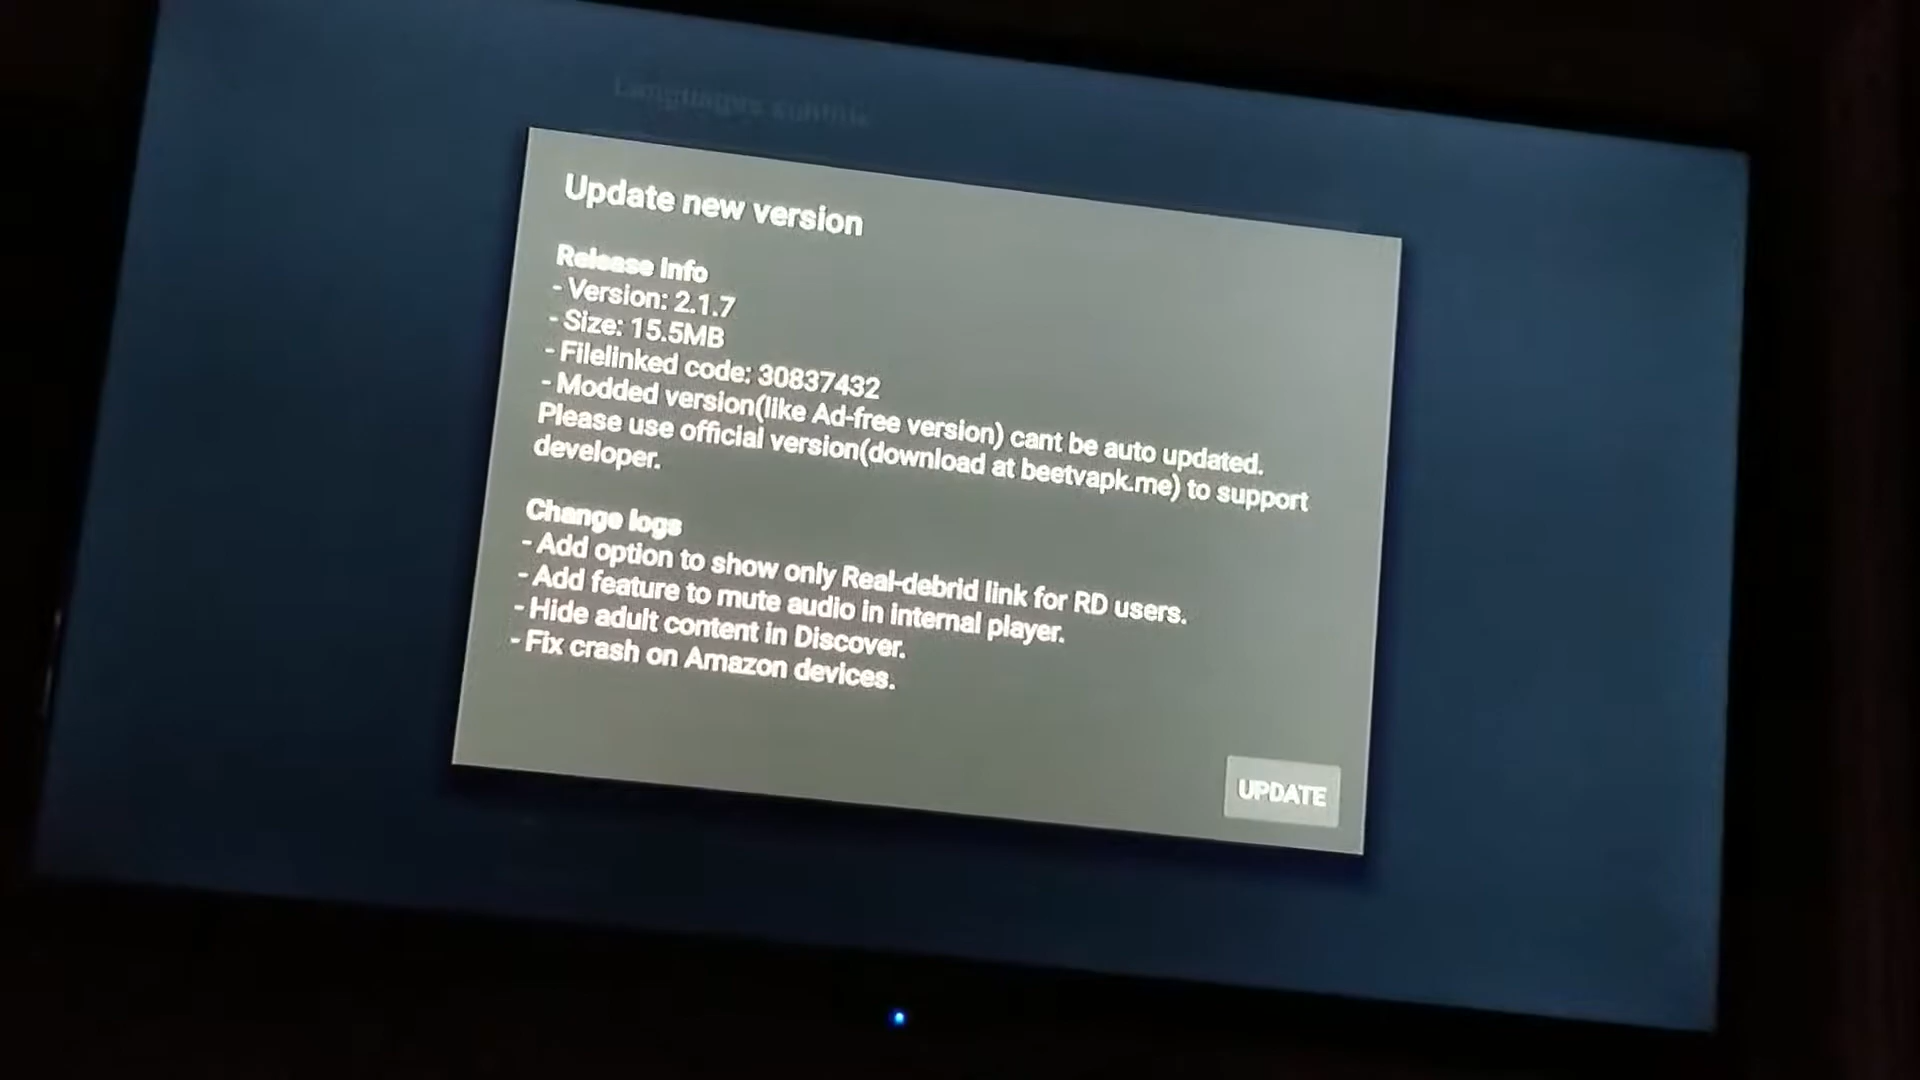 Languages subtitle
Update new version
Release info
- Version: 2.1.7
- Size: 15.5MB
- Filelinked code: 30837432
- Modded version(like Ad-free version) cant be auto updated.
Please use official version(download at beetvapk.me) to support
developer.
Change logs
- Add option to show only Real-debrid link for RD users.
- Add feature to mute audio in internal player.
- Hide adult content in Discover.
- Fix crash on Amazon devices.
UPDATE